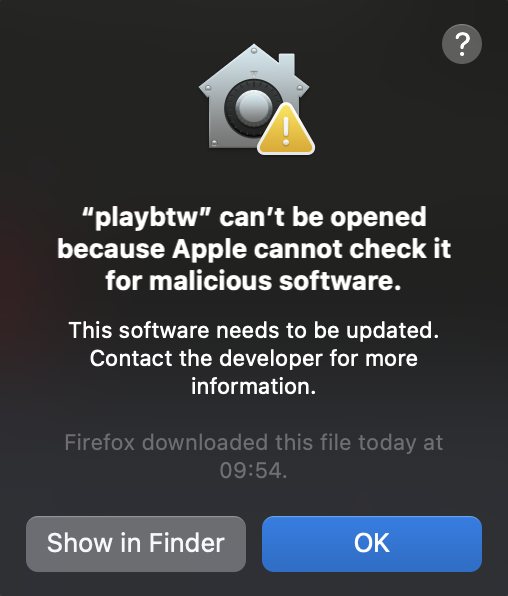 ?
“playbtw” can’t be opened
because Apple cannot check it
for malicious software.
This software needs to be updated.
Contact the developer for more
information.
Firefox downloaded this file today at
09:54.
Show in Finder
OK